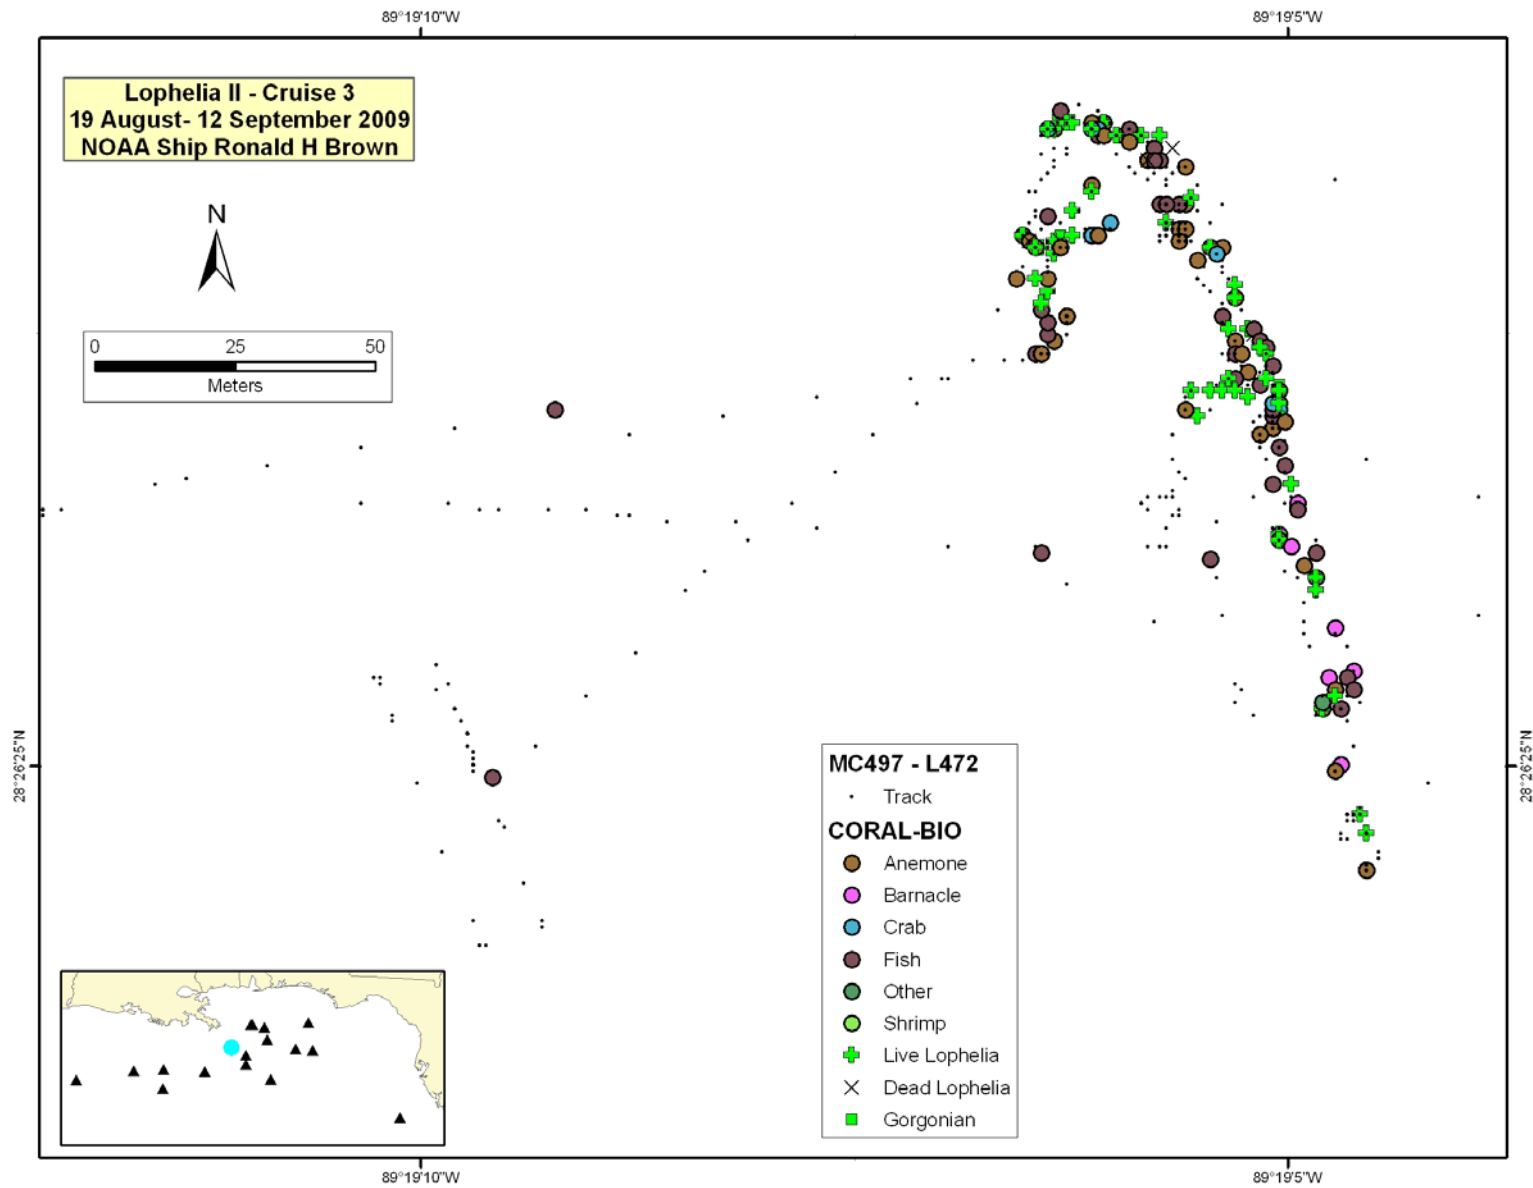 89°19'10"W 89°19'5"W
Lophelia II - Cruise 3
19 August- 12 September 2009
NOAA Ship Ronald H Brown
N
0 25 50
Meters
28°26'25"N 28°26'25"N
MC497 - L472
Track
CORAL-BIO
Anemone
Barnacle
Crab
Fish
Other
Shrimp
Live Lophelia
Dead Lophelia
Gorgonian
89°19'10"W 89°19'5"W